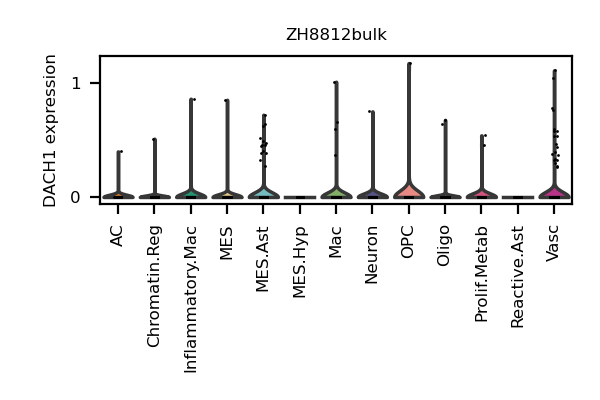 ZH8812bulk
DACH1 expression
1
0
AC
Chromatin.Reg
Inflammatory.Mac
MES
MES.Ast
MES.Hyp
Mac
Neuron
OPC
Oligo
Prolif.Metab
Reactive.Ast
Vasc